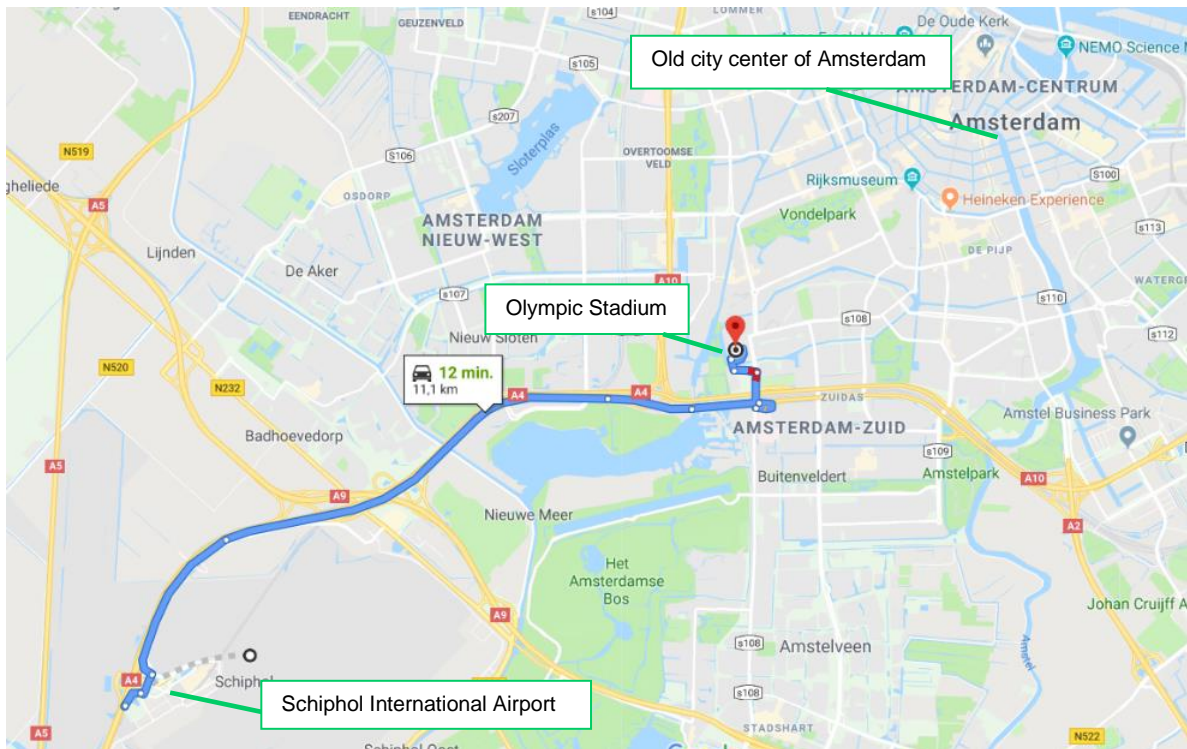 EENDRACHT
GEUZENVELD
s104
LOMMER
De Oude Kerk
NEMO Science M
Old city center of Amsterdam
s105
AMSTERDAM-CENTRUM
Amsterdam
s207
Sloterplas
N519
s106
OVERTOOMSE
VELD
Rijksmuseum
s100
Heineken Experience
gheliede
A5
OSDORP
AMSTERDAM
NIEUW-WEST
Vondelpark
s113
Lijnden
De Aker
DE PIJP
A10
WATERGR
s107
Olympic Stadium
s110
s108
s112
Nieuw Sloten
N520
N232
12 min.
11,1 km
A4
A4
ZUIDAS
Amstel Business Park
Badhoevedorp
AMSTERDAM-ZUID
s109
A5
Buitenveldert
Amstelpark
A10
A9
Nieuwe Meer
A2
Het
Amsterdamse
Bos
Johan Cruijff A
A9
s108
Amstelveen
Amstel
A4
Schiphol
Schiphol International Airport
s108
STADSHART
A5
N522